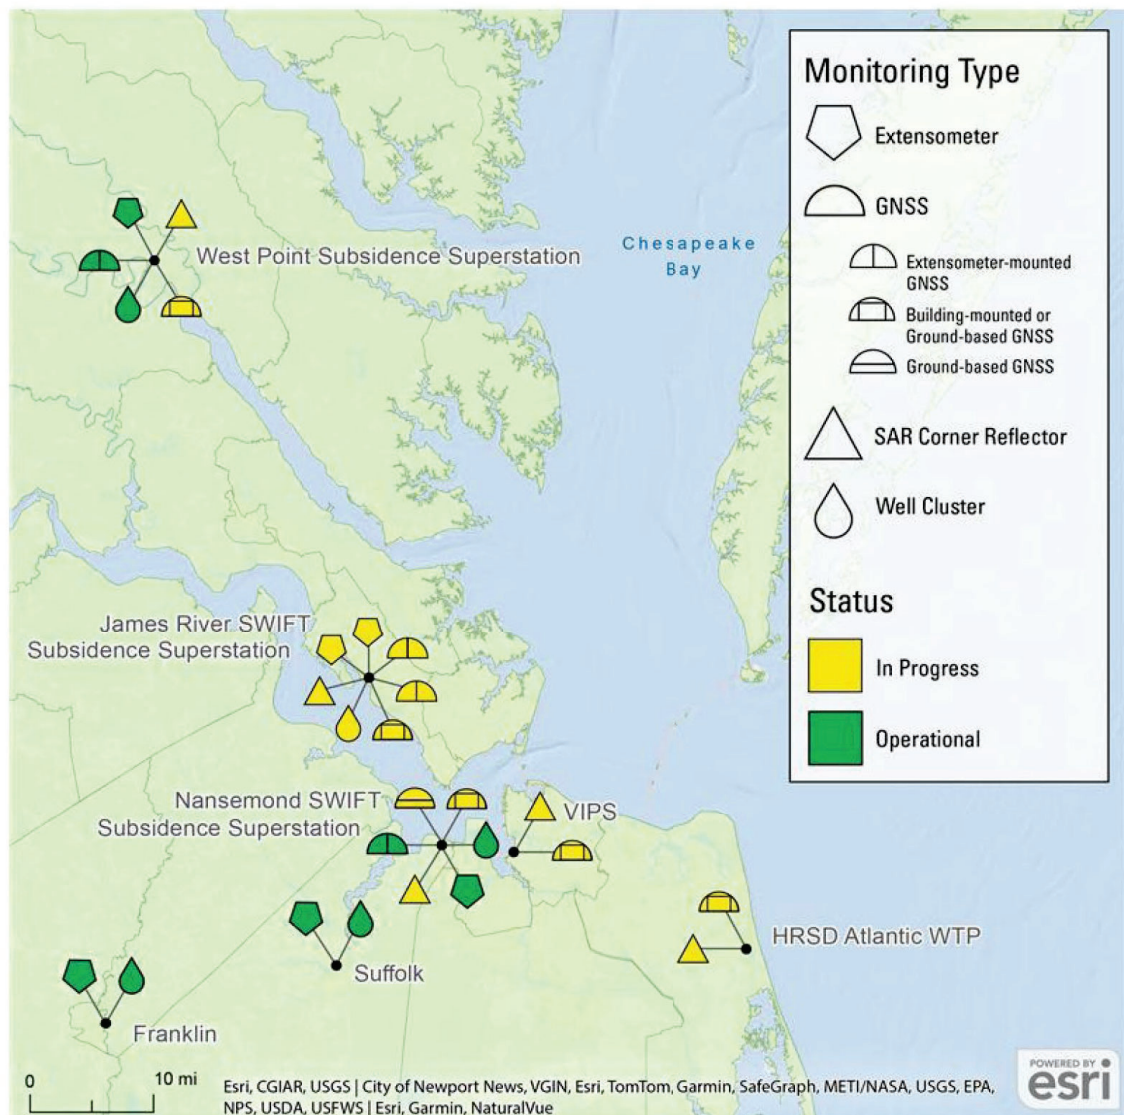 Monitoring Type
Extensometer
GNSS
Extensometer-mounted
GNSS
Building-mounted or
Ground-based GNSS
Ground-based GNSS
SAR Corner Reflector
Well Cluster
Status
In Progress
Operational
Chesapeake
Bay
West Point Subsidence Superstation
James River SWIFT
Subsidence Superstation
Nansemond SWIFT
Subsidence Superstation
VIPS
HRSD Atlantic WTP
Suffolk
Franklin
0 10 mi
Esri, CGIAR, USGS | City of Newport News, VGIN, Esri, TomTom, Garmin, SafeGraph, METI/NASA, USGS, EPA,
NPS, USDA, USFWS | Esri, Garmin, NaturalVue
POWERED BY
esri